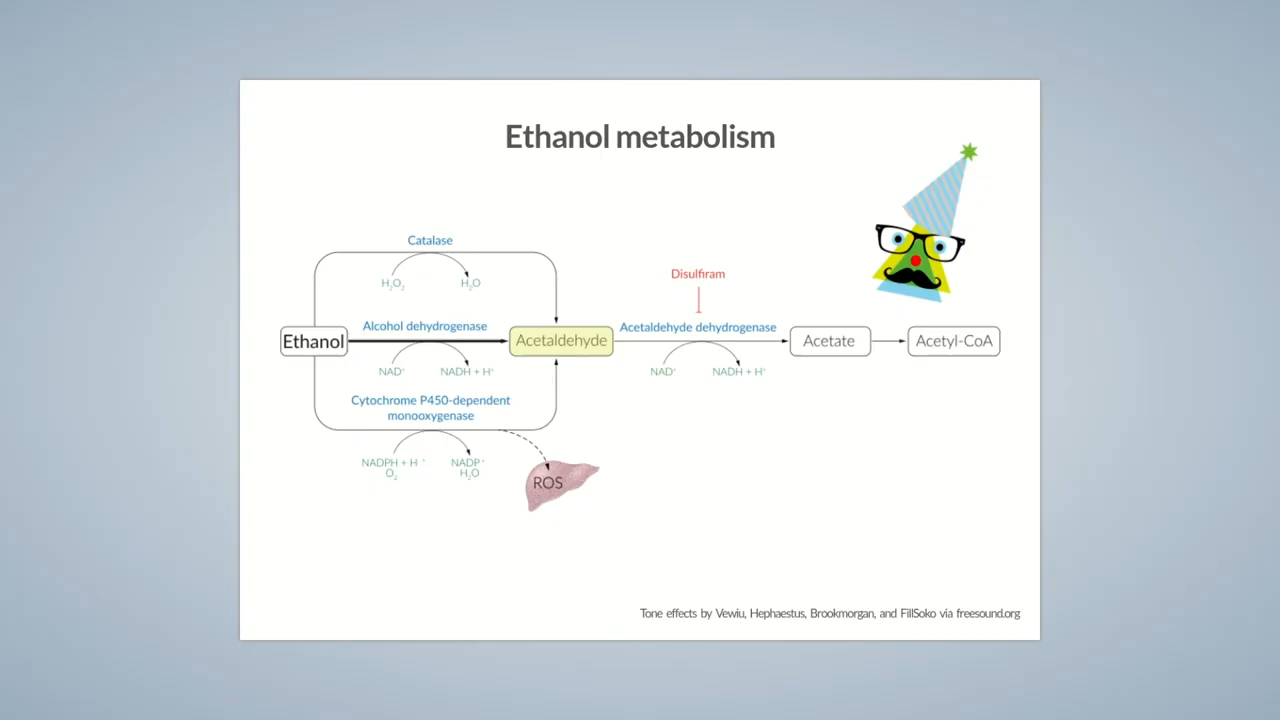 Ethanol metabolism
Catalase
H₂O₂
H₂O
Disulfiram
Alcohol dehydrogenase
Acetaldehyde dehydrogenase
Ethanol
Acetaldehyde
Acetate
Acetyl-CoA
NAD⁺
NADH + H⁺
NAD⁺
NADH + H⁺
Cytochrome P450-dependent
monooxygenase
NADPH + H⁺
NADP⁺
O₂
H₂O
ROS
Tone effects by Vewiu, Hephaestus, Brookmorgan, and FillSoko via freesound.org